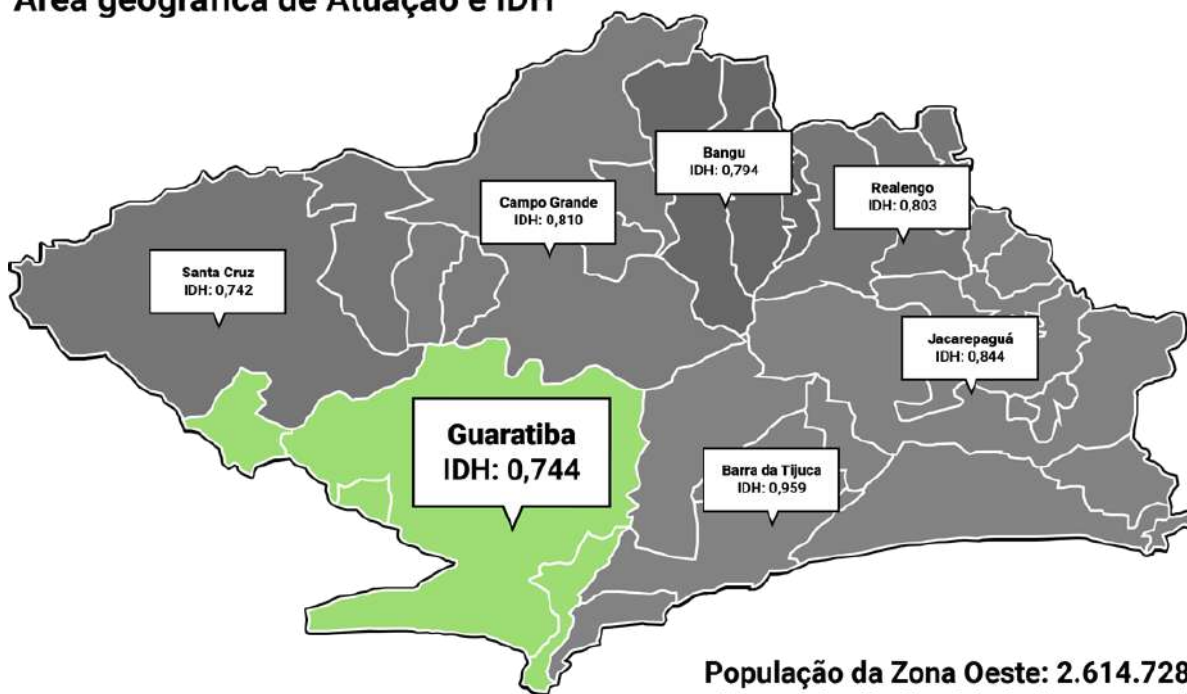 Área geográfica de Atuação e IDH
Bangu
IDH: 0,794
Realengo
IDH: 0,803
Campo Grande
IDH: 0,810
Santa Cruz
IDH: 0,742
Jacarepaguá
IDH: 0,844
Guaratiba
IDH: 0,744
Barra da Tijuca
IDH: 0,959
População da Zona Oeste: 2.614.728